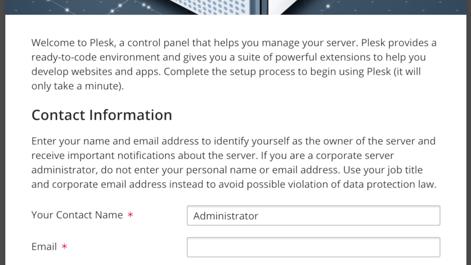 Welcome to Plesk, a control panel that helps you manage your server. Plesk provides a
ready-to-code environment and gives you a suite of powerful extensions to help you
develop websites and apps. Complete the setup process to begin using Plesk (it will
only take a minute).
Contact Information
Enter your name and email address to identify yourself as the owner of the server and
receive important notifications about the server. If you are a corporate server
administrator, do not enter your personal name or email address. Use your job title
and corporate email address instead to avoid possible violation of data protection law.
Your Contact Name * Administrator
Email *